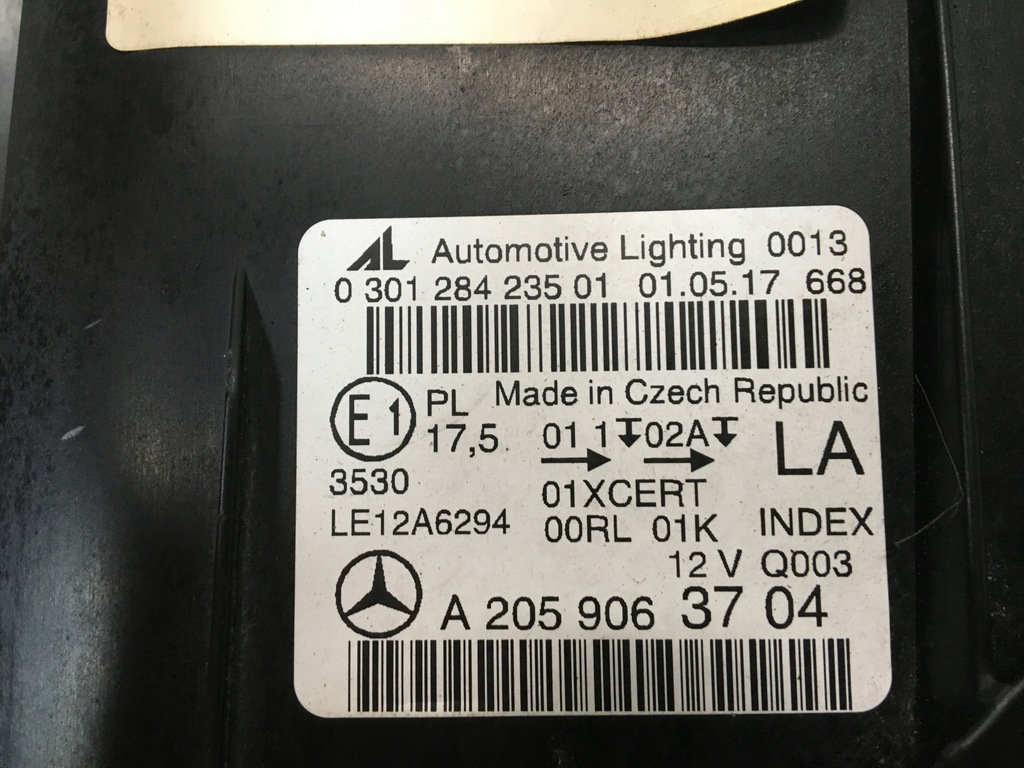 AL Automotive Lighting 0013
0 301 284 235 01 01.05.17 668
E1 PL Made in Czech Republic
17,5 01 1 02A LA
3530 01XCERT
LE12A6294 00RL 01K INDEX
12 V Q003
A 205 906 37 04